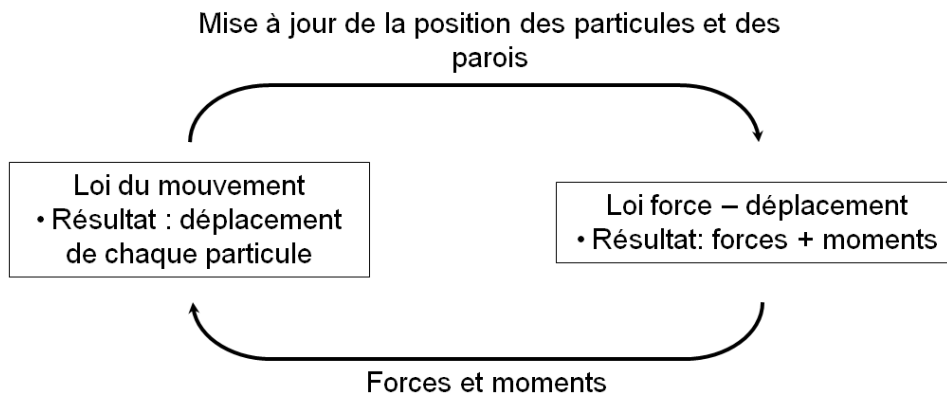 Mise à jour de la position des particules et des
parois
Loi du mouvement
• Résultat : déplacement
de chaque particule
Loi force – déplacement
• Résultat: forces + moments
Forces et moments